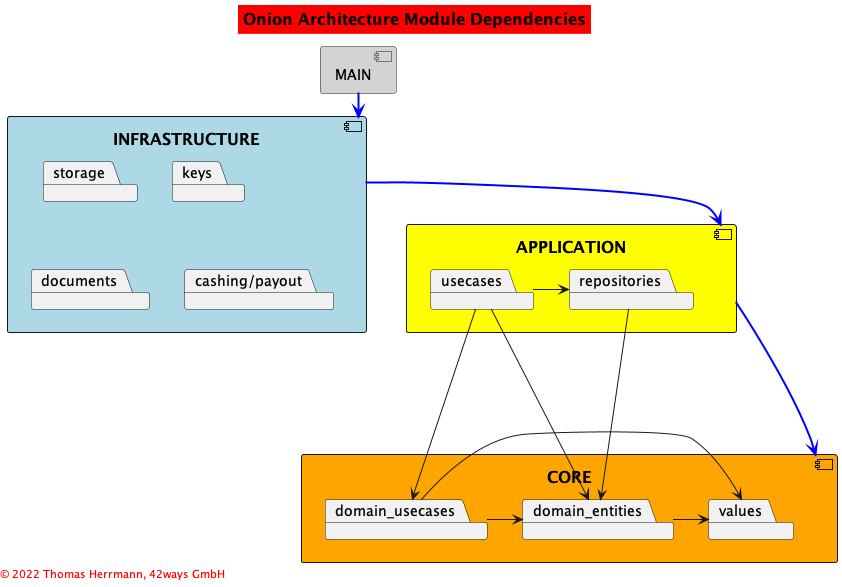 Onion Architecture Module Dependencies
MAIN
INFRASTRUCTURE
storage
keys
documents
cashing/payout
APPLICATION
usecases
repositories
CORE
domain_usecases
domain_entities
values
© 2022 Thomas Herrmann, 42ways GmbH